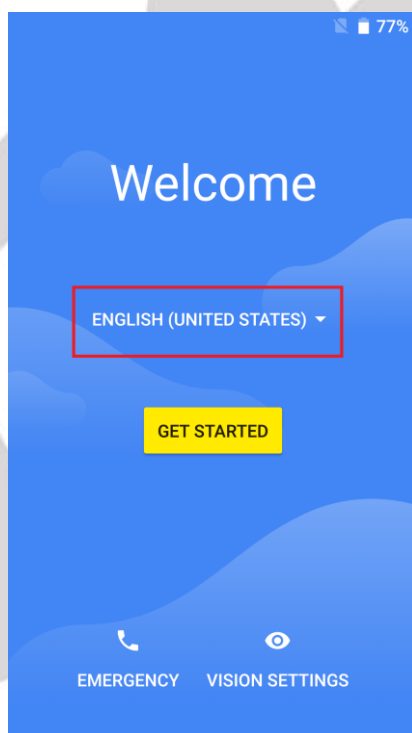 77%
Welcome
ENGLISH (UNITED STATES)
GET STARTED
EMERGENCY VISION SETTINGS